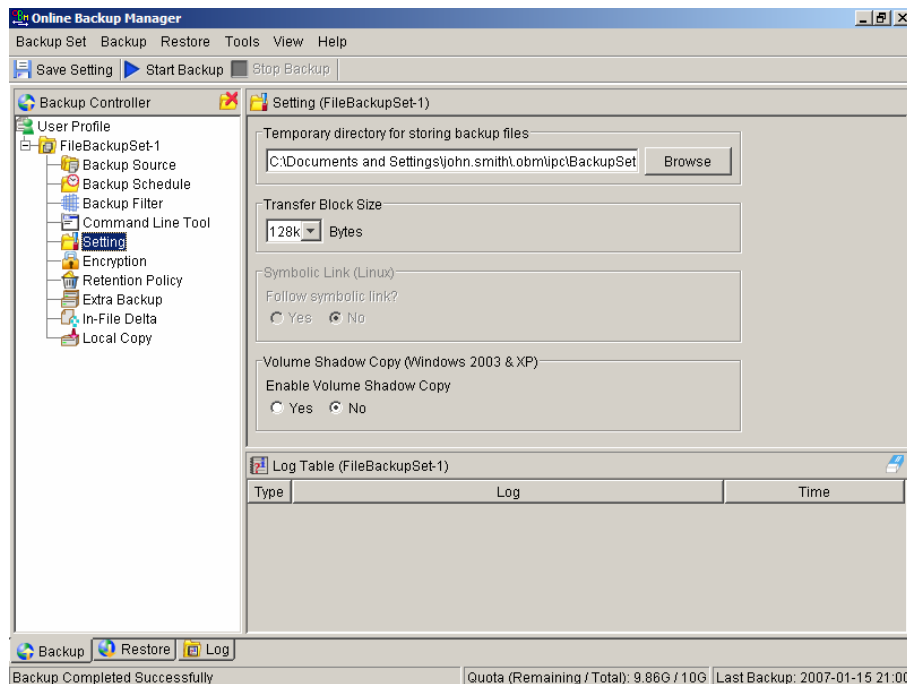 Online Backup Manager
Backup Set Backup Restore Tools View Help
Save Setting Start Backup Stop Backup
Backup Controller
User Profile
FileBackupSet-1
Backup Source
Backup Schedule
Backup Filter
Command Line Tool
Setting
Encryption
Retention Policy
Extra Backup
In-File Delta
Local Copy
Setting (FileBackupSet-1)
Temporary directory for storing backup files
C:\Documents and Settings\john.smith\.obm\ipc\BackupSet Browse
Transfer Block Size
128k Bytes
Symbolic Link (Linux)
Follow symbolic link?
Yes No
Volume Shadow Copy (Windows 2003 & XP)
Enable Volume Shadow Copy
Yes No
Log Table (FileBackupSet-1)
Type Log Time
Backup Restore Log
Backup Completed Successfully Quota (Remaining / Total): 9.86G / 10G Last Backup: 2007-01-15 21:00